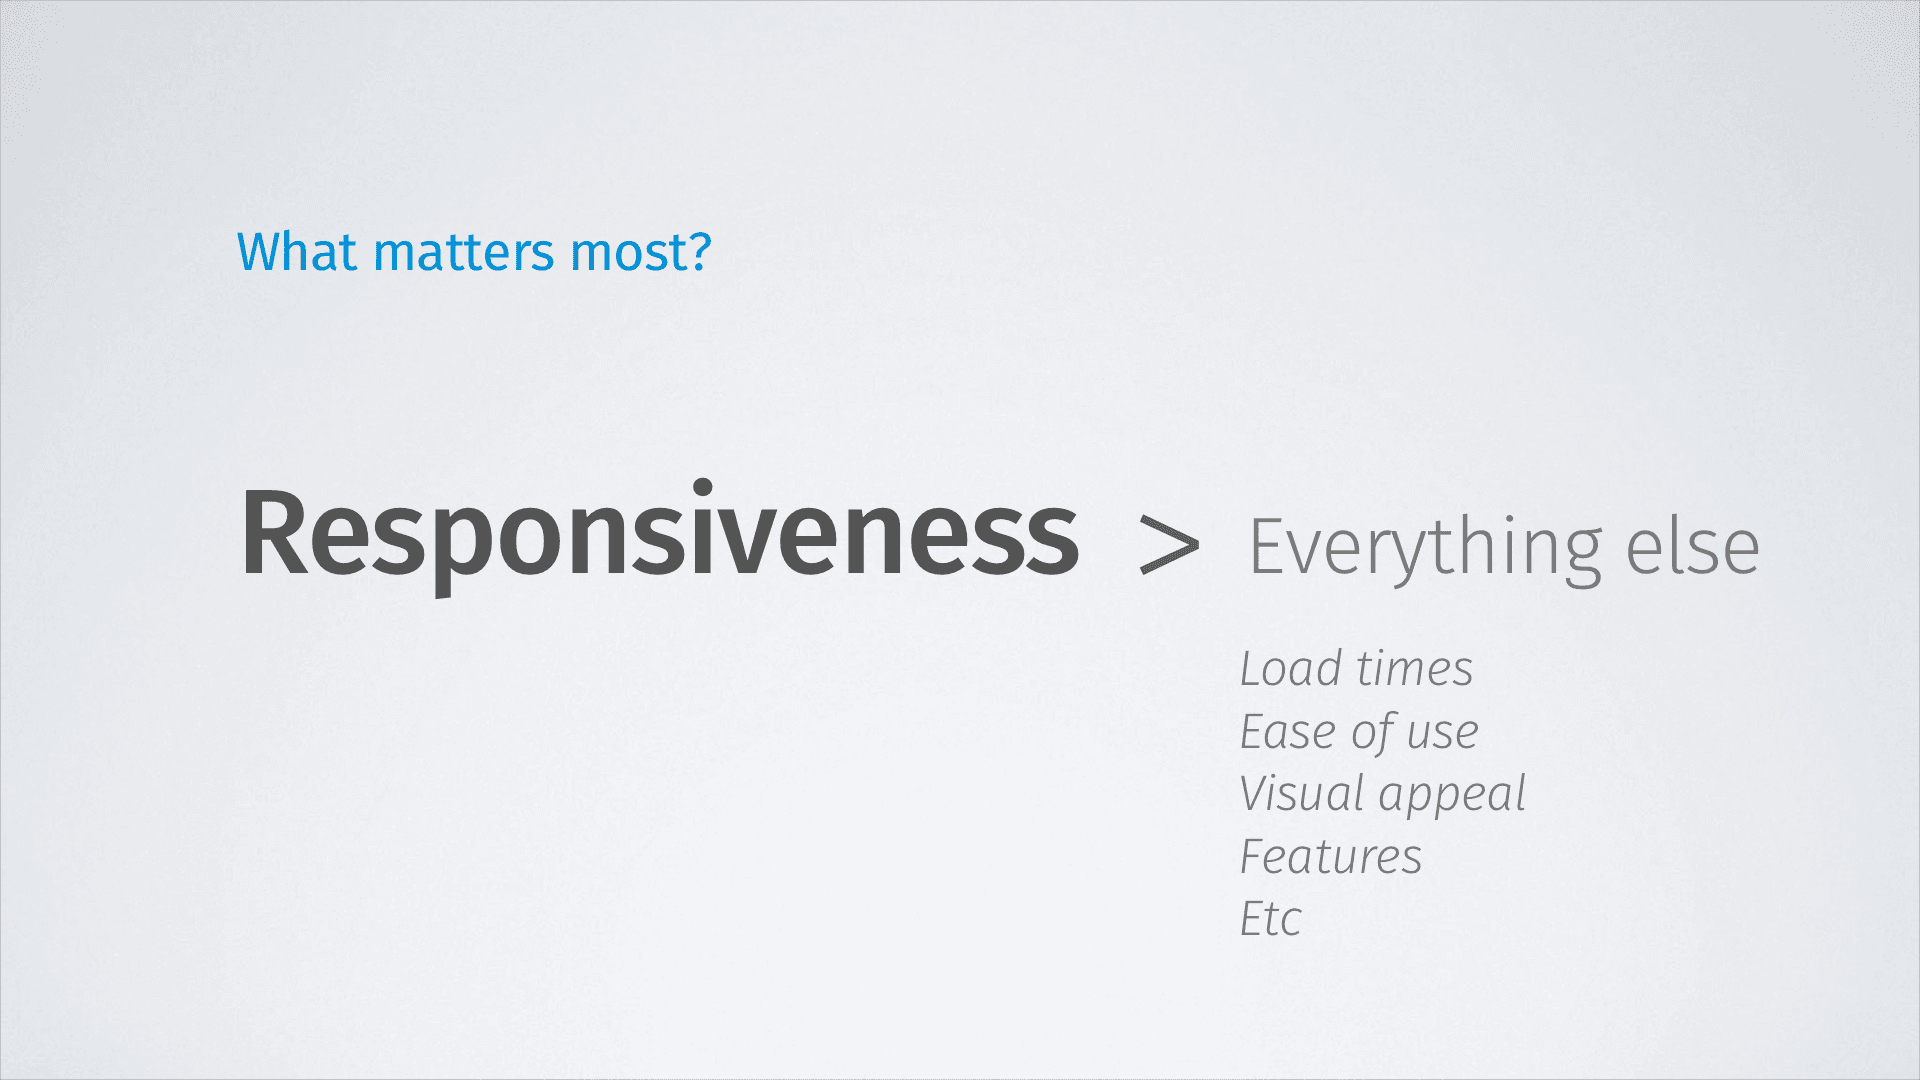 What matters most?
Responsiveness > Everything else
Load times
Ease of use
Visual appeal
Features
Etc